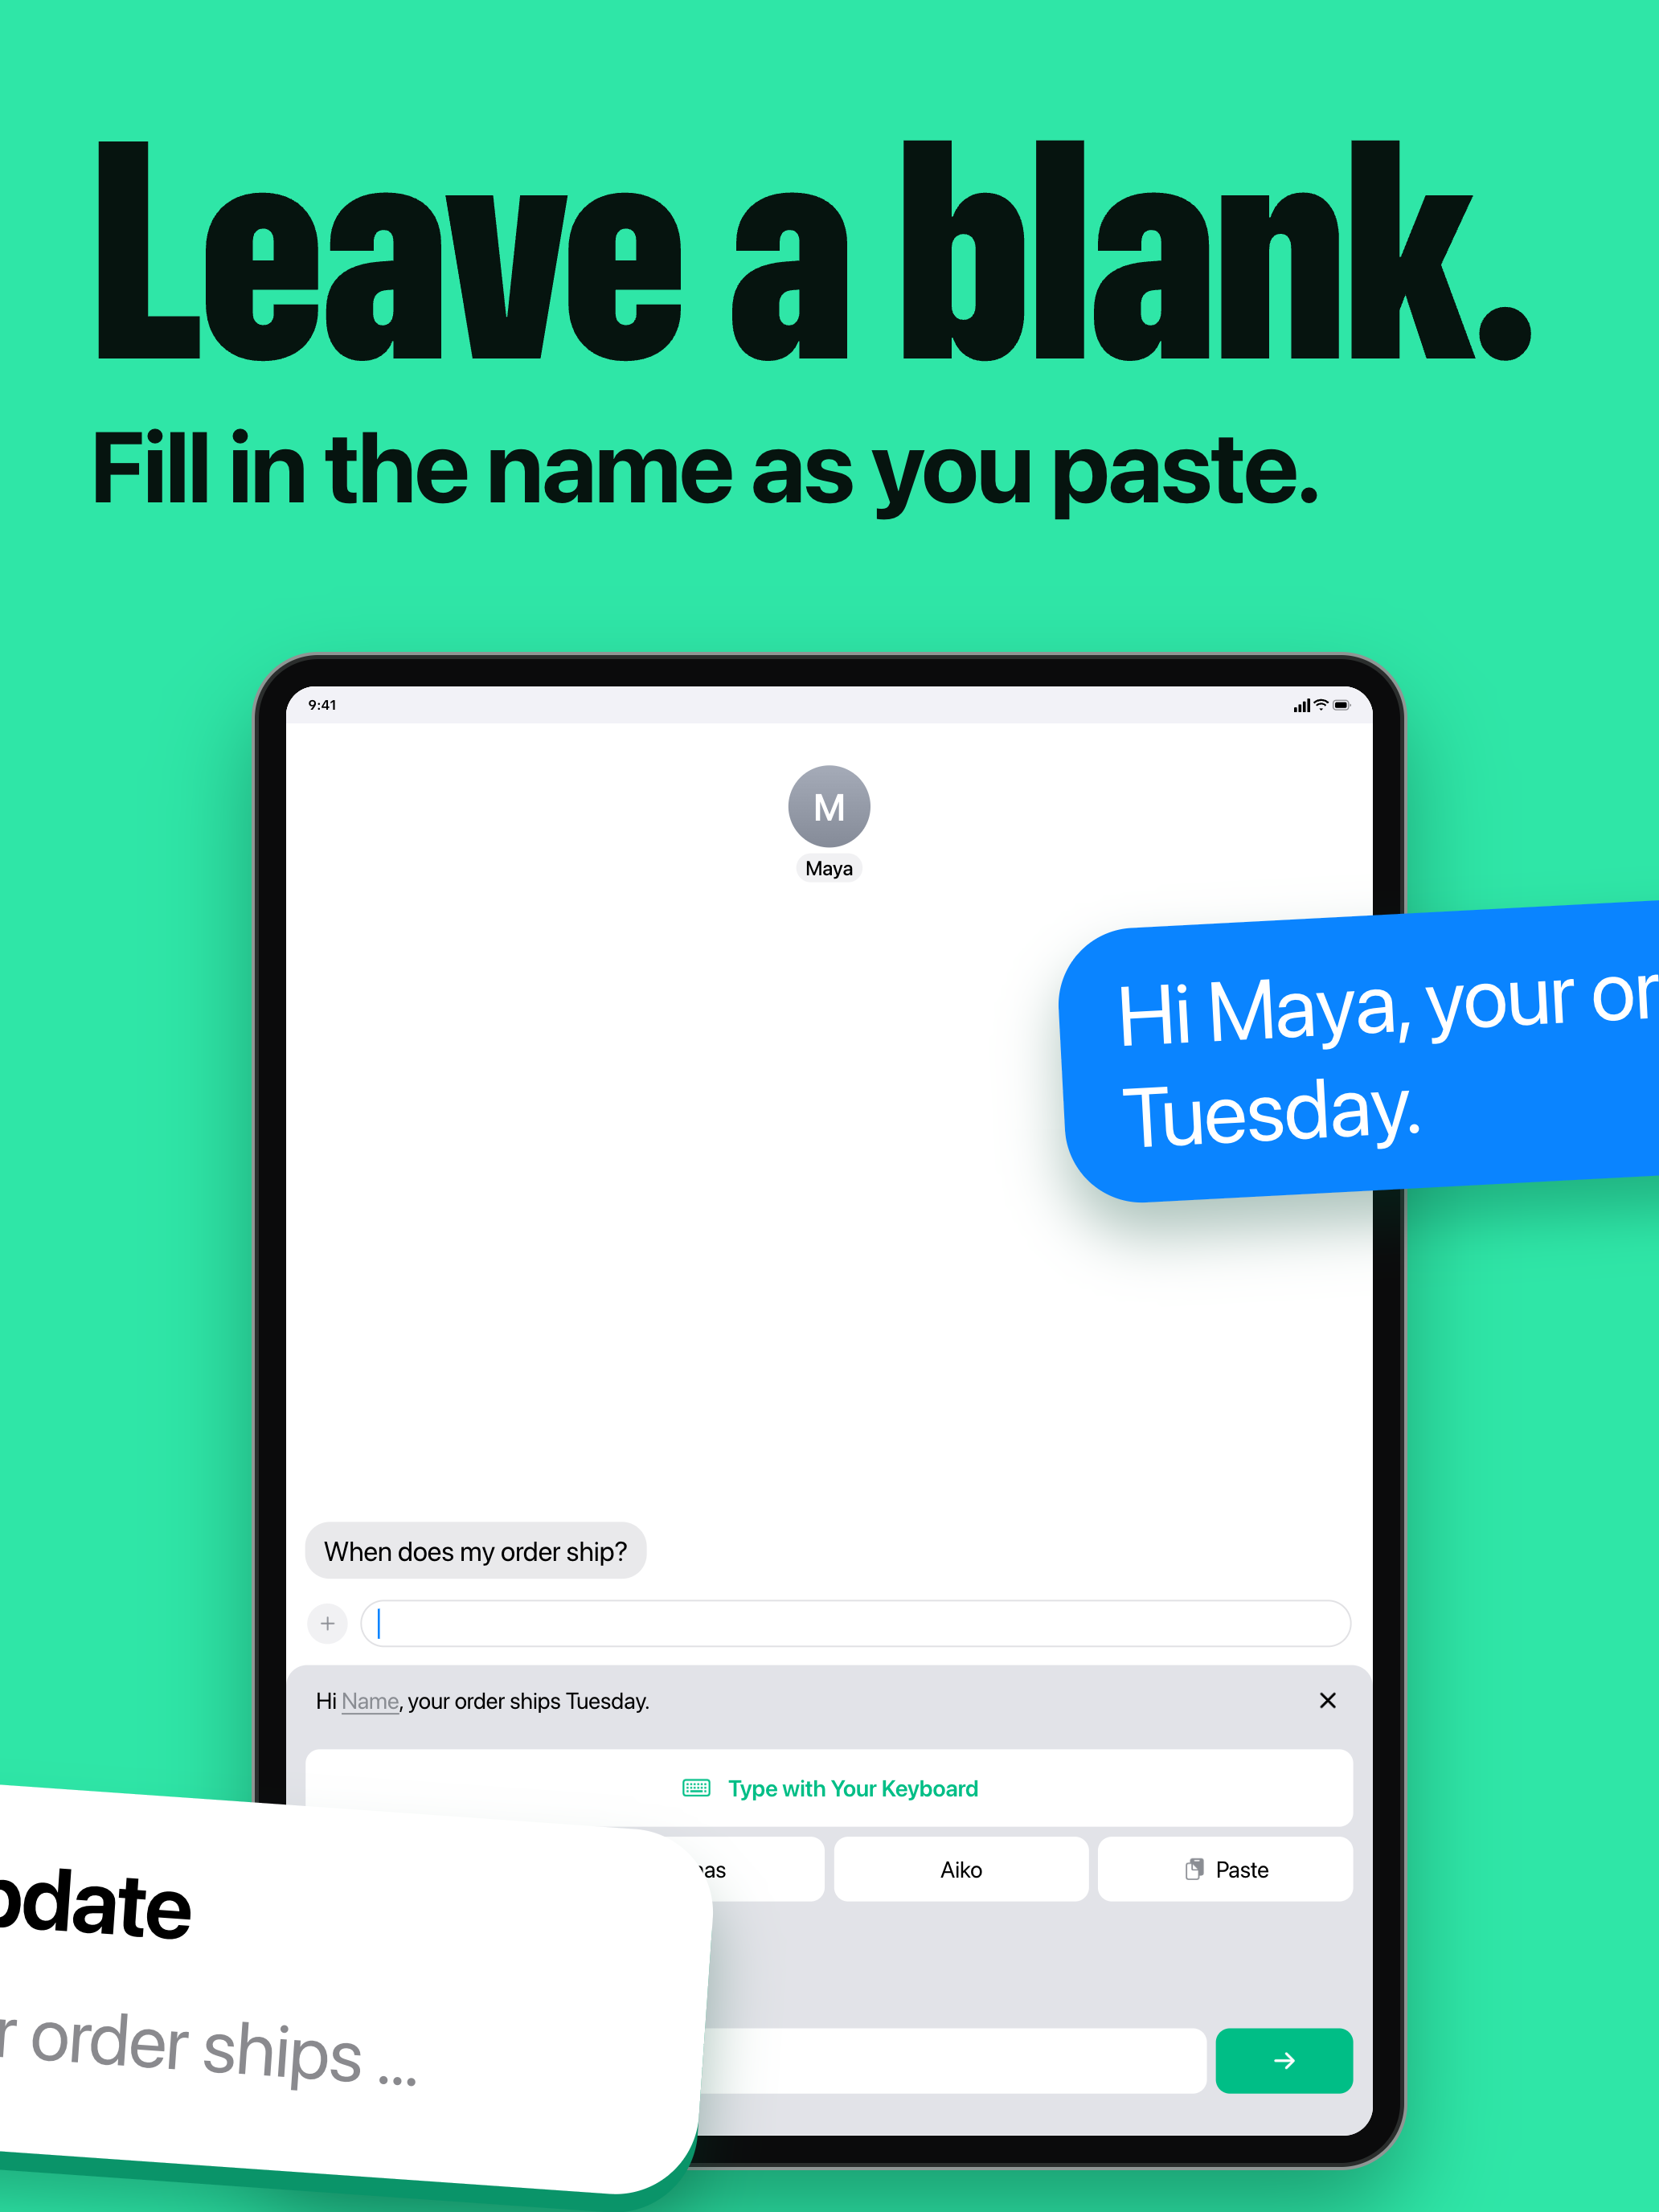 Leave a blank.
Fill in the name as you paste.
9:41
M
Maya
Hi Maya, your
Tuesday.
When does my order ship?
Hi Name, your order ships Tuesday.
Type with Your Keyboard
Aiko
Paste
order ships ...